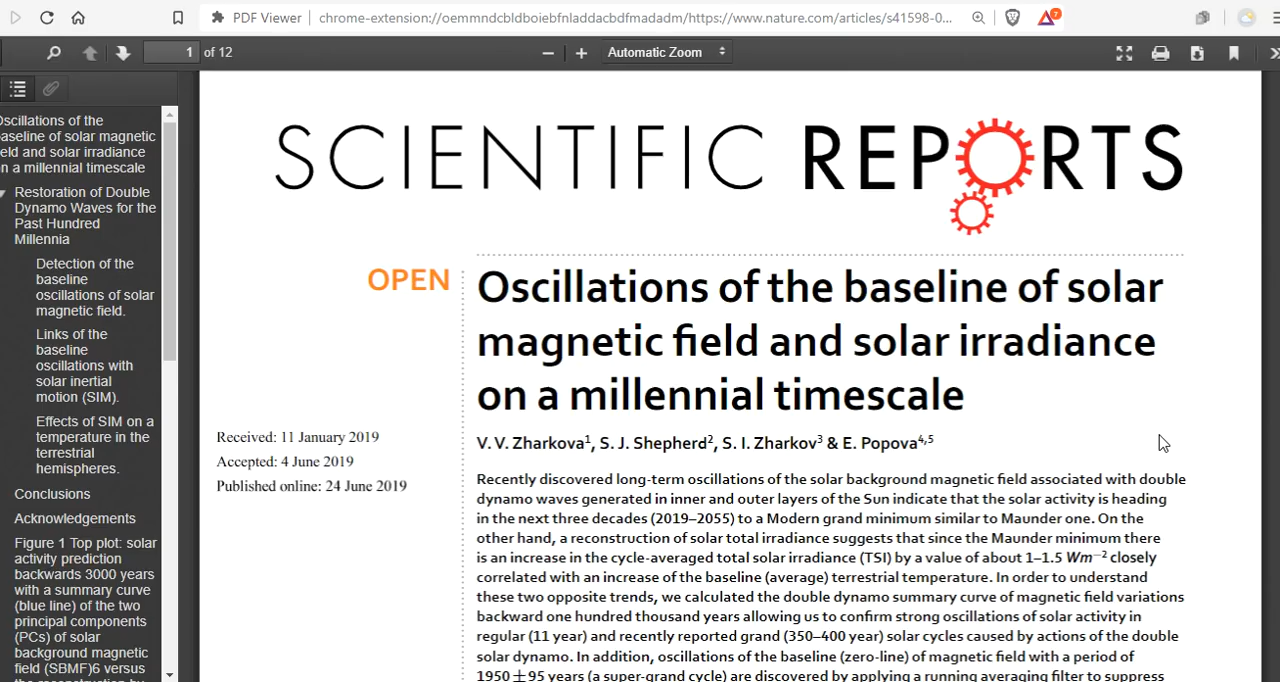 PDF Viewer
chrome-extension://oemmndcbldboiebfnladdacbdfmadadm/https://www.nature.com/articles/s41598-0...
7
1 of 12
Automatic Zoom
Oscillations of the
baseline of solar magnetic
field and solar irradiance
on a millennial timescale
Restoration of Double
Dynamo Waves for the
Past Hundred
Millennia
Detection of the
baseline
oscillations of solar
magnetic field.
Links of the
baseline
oscillations with
solar inertial
motion (SIM).
Effects of SIM on a
temperature in the
terrestrial
hemispheres.
Conclusions
Acknowledgements
Figure 1 Top plot: solar
activity prediction
backwards 3000 years
with a summary curve
(blue line) of the two
principal components
(PCs) of solar
background magnetic
field (SBMF)6 versus
the reconstruction by
SCIENTIFIC REPORTS
OPEN
Oscillations of the baseline of solar
magnetic field and solar irradiance
on a millennial timescale
Received: 11 January 2019
Accepted: 4 June 2019
Published online: 24 June 2019
V. V. Zharkova1, S. J. Shepherd2, S. I. Zharkov3 & E. Popova4,5
Recently discovered long-term oscillations of the solar background magnetic field associated with double
dynamo waves generated in inner and outer layers of the Sun indicate that the solar activity is heading
in the next three decades (2019–2055) to a Modern grand minimum similar to Maunder one. On the
other hand, a reconstruction of solar total irradiance suggests that since the Maunder minimum there
is an increase in the cycle-averaged total solar irradiance (TSI) by a value of about 1–1.5 Wm−2 closely
correlated with an increase of the baseline (average) terrestrial temperature. In order to understand
these two opposite trends, we calculated the double dynamo summary curve of magnetic field variations
backward one hundred thousand years allowing us to confirm strong oscillations of solar activity in
regular (11 year) and recently reported grand (350–400 year) solar cycles caused by actions of the double
solar dynamo. In addition, oscillations of the baseline (zero-line) of magnetic field with a period of
1950 ± 95 years (a super-grand cycle) are discovered by applying a running averaging filter to suppress